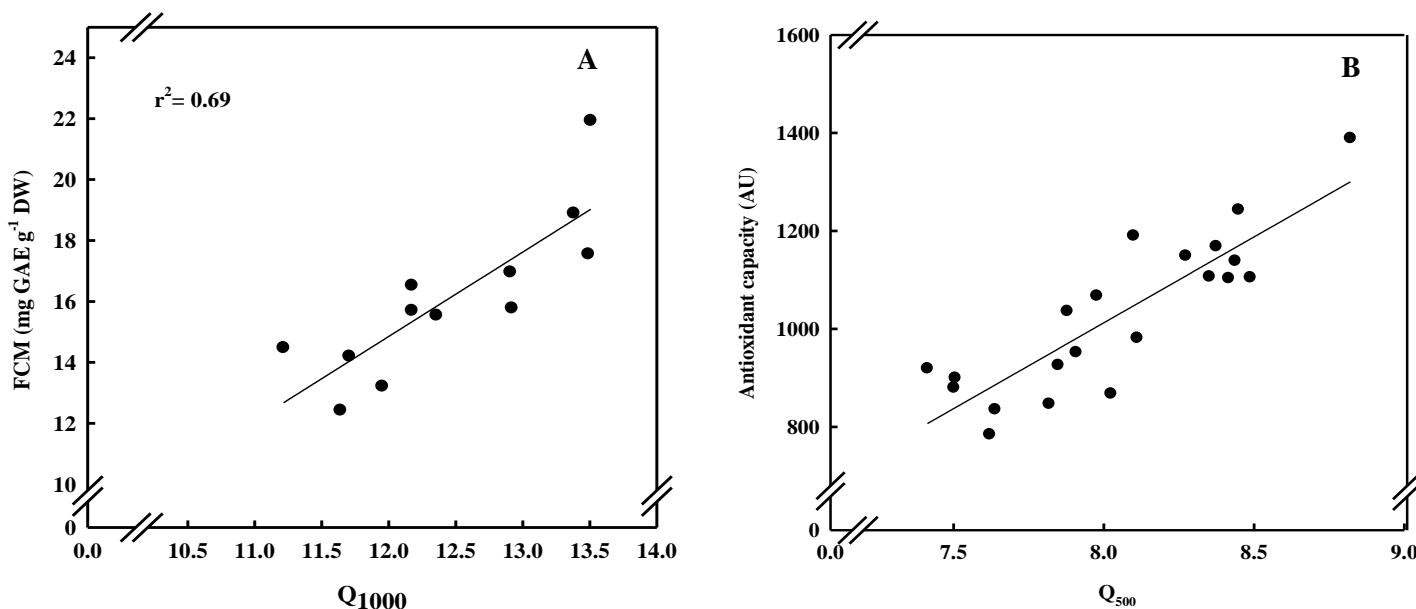 A
r²= 0.69
FCM (mg GAE g⁻¹ DW)
24
22
20
18
16
14
12
10
0
0.0 10.5 11.0 11.5 12.0 12.5 13.0 13.5 14.0
Q1000
B
Antioxidant capacity (AU)
1600
1400
1200
1000
800
0
0.0 7.5 8.0 8.5 9.0
Q500